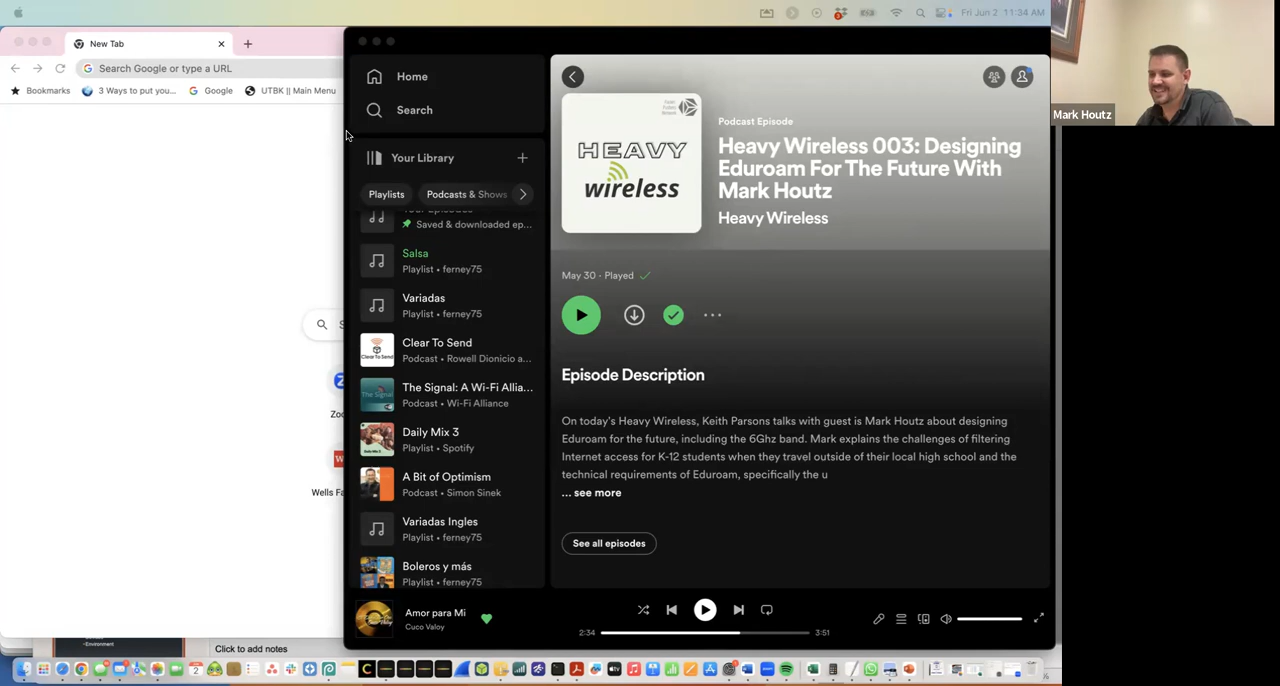 Fri Jun 2 11:34 AM
New Tab
Search Google or type a URL
Bookmarks
3 Ways to put you...
Google
UTBK || Main Menu
Zoo
Wells Fa
Click to add notes
-Environment
Home
Search
Your Library
Playlists
Podcasts & Shows
Saved & downloaded ep...
Salsa
Playlist • ferney75
Variadas
Playlist • ferney75
Clear To Send
Podcast • Rowell Dionicio a...
The Signal: A Wi-Fi Allia...
Podcast • Wi-Fi Alliance
Daily Mix 3
Playlist • Spotify
A Bit of Optimism
Podcast • Simon Sinek
Variadas Ingles
Playlist • ferney75
Boleros y más
Playlist • ferney75
HEAVY
wireless
Podcast Episode
Heavy Wireless 003: Designing
Eduroam For The Future With
Mark Houtz
Heavy Wireless
May 30 · Played
Episode Description
On today's Heavy Wireless, Keith Parsons talks with guest is Mark Houtz about designing
Eduroam for the future, including the 6Ghz band. Mark explains the challenges of filtering
Internet access for K-12 students when they travel outside of their local high school and the
technical requirements of Eduroam, specifically the u
... see more
See all episodes
Amor para Mi
Cuco Valoy
2:34
3:51
Mark Houtz